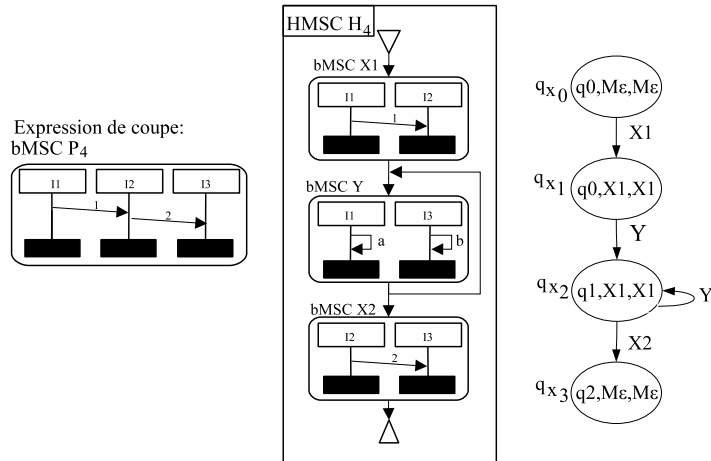 Expression de coupe:
bMSC P4
I1 I2 I3
1
2
HMSC H4
bMSC X1
I1 I2
1
bMSC Y
I1 I3
a b
bMSC X2
I2 I3
2
qx0 q0,Mε,Mε
X1
qx1 q0,X1,X1
Y
qx2 q1,X1,X1 Y
X2
qx3 q2,Mε,Mε